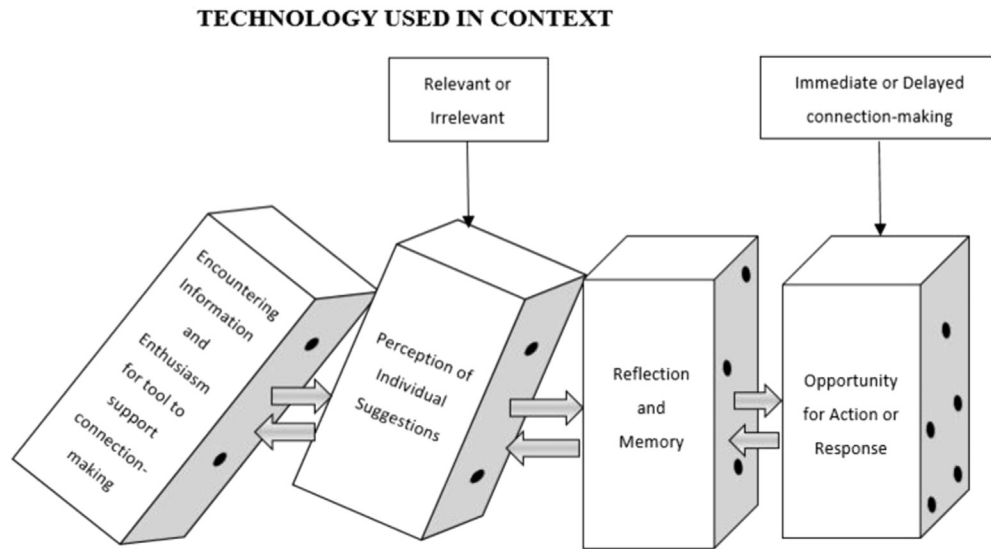 TECHNOLOGY USED IN CONTEXT
Relevant or
Irrelevant
Immediate or Delayed
connection-making
Encountering
Information
and
Enthusiasm
for tool to
support
connection-
making
Perception of
Individual
Suggestions
Reflection
and
Memory
Opportunity
for Action or
Response